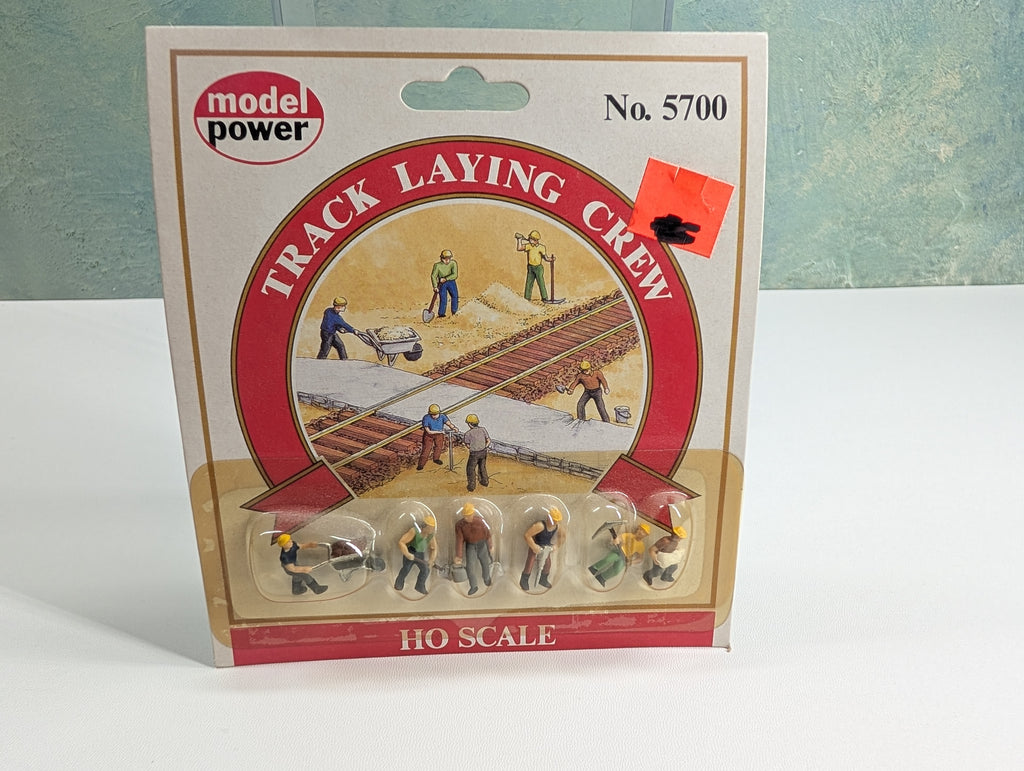 model
power
No. 5700
TRACK LAYING CREW
HO SCALE